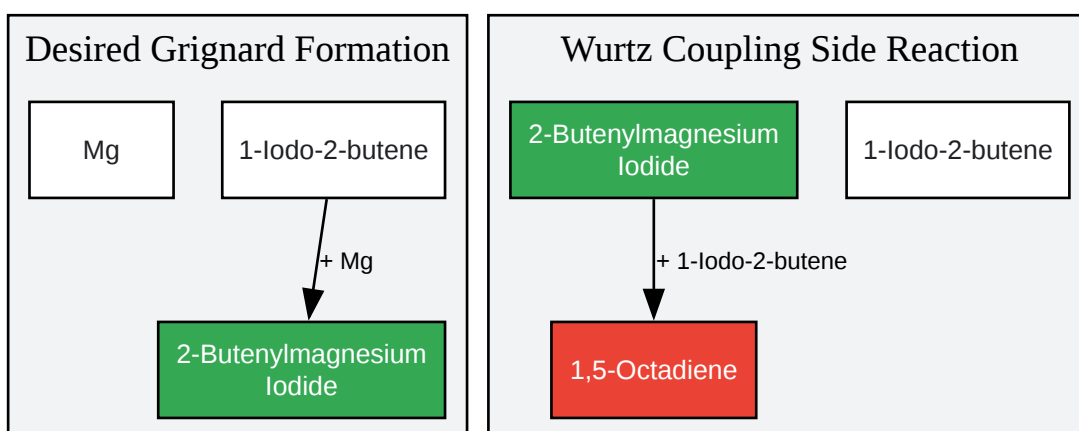 Desired Grignard Formation
Mg
1-Iodo-2-butene
+ Mg
2-Butenylmagnesium
Iodide
Wurtz Coupling Side Reaction
2-Butenylmagnesium
Iodide
1-Iodo-2-butene
+ 1-Iodo-2-butene
1,5-Octadiene